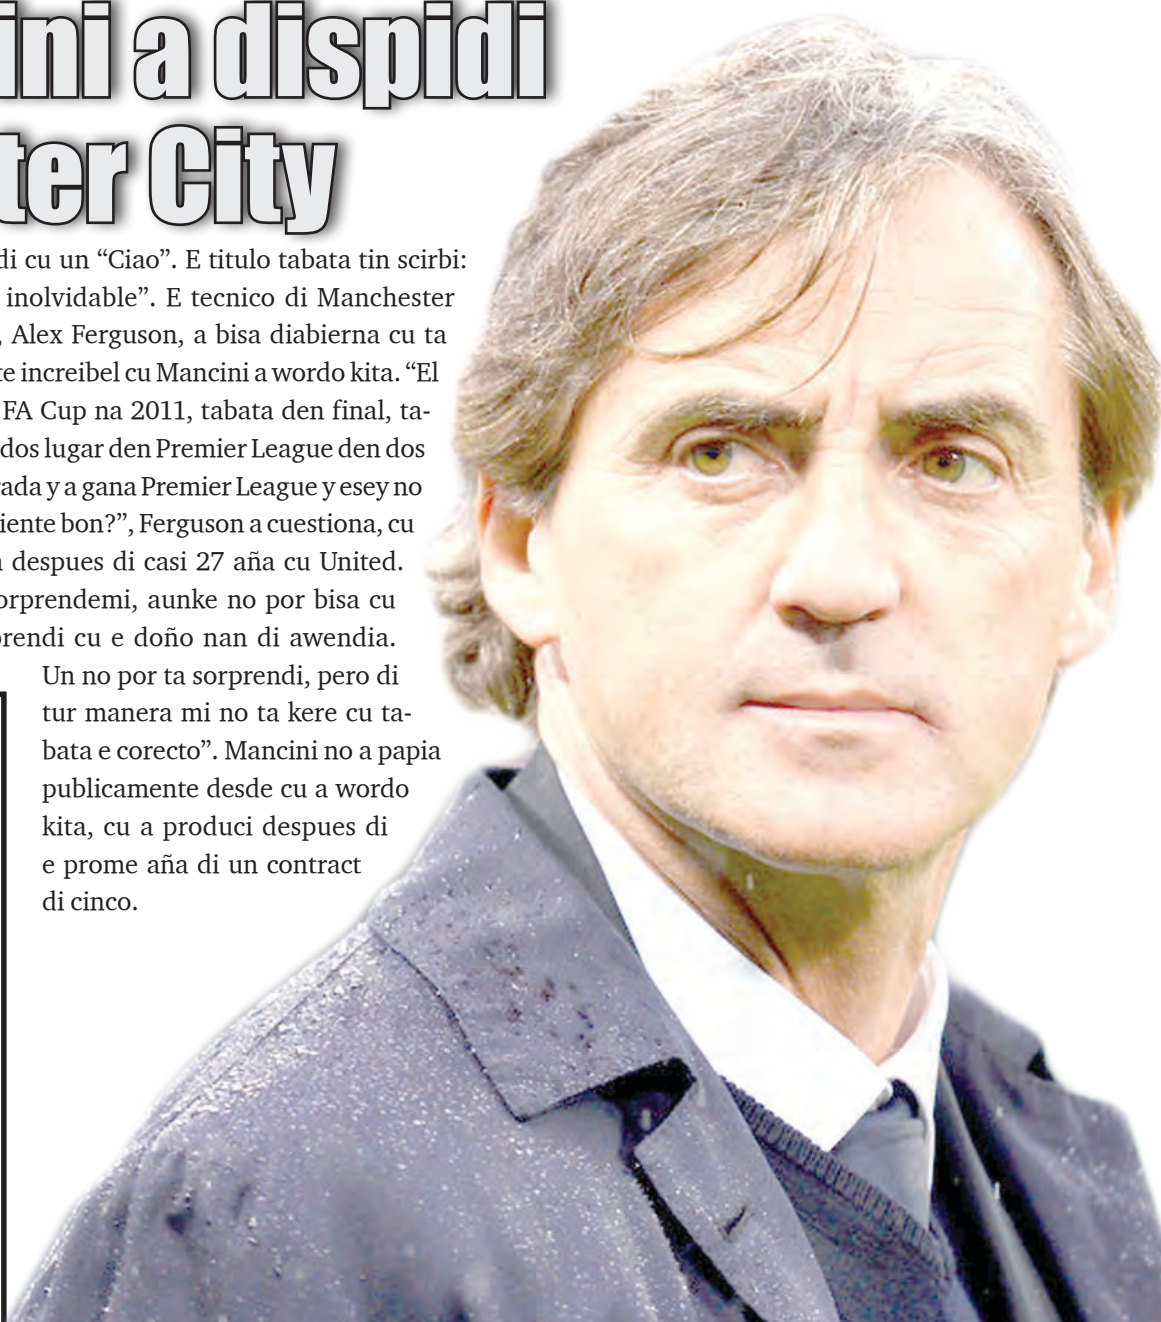 ini a dispidi
ter City
di cu un “Ciao”. E titulo tabata tin scirbi:
inolvidable”. E tecnico di Manchester
, Alex Ferguson, a bisa diabierna cu ta
te increibel cu Mancini a wordo kita. “El
FA Cup na 2011, tabata den final, ta-
dos lugar den Premier League den dos
rada y a gana Premier League y esey no
iente bon?”, Ferguson a cuestiona, cu
despues di casi 27 aña cu United.
orprendemi, aunke no por bisa cu
prendi cu e doño nan di awendia.
Un no por ta sorprendi, pero di
tur manera mi no ta kere cu ta-
bata e corecto”. Mancini no a papia
publicamente desde cu a wordo
kita, cu a produci despues di
e prome aña di un contract
di cinco.